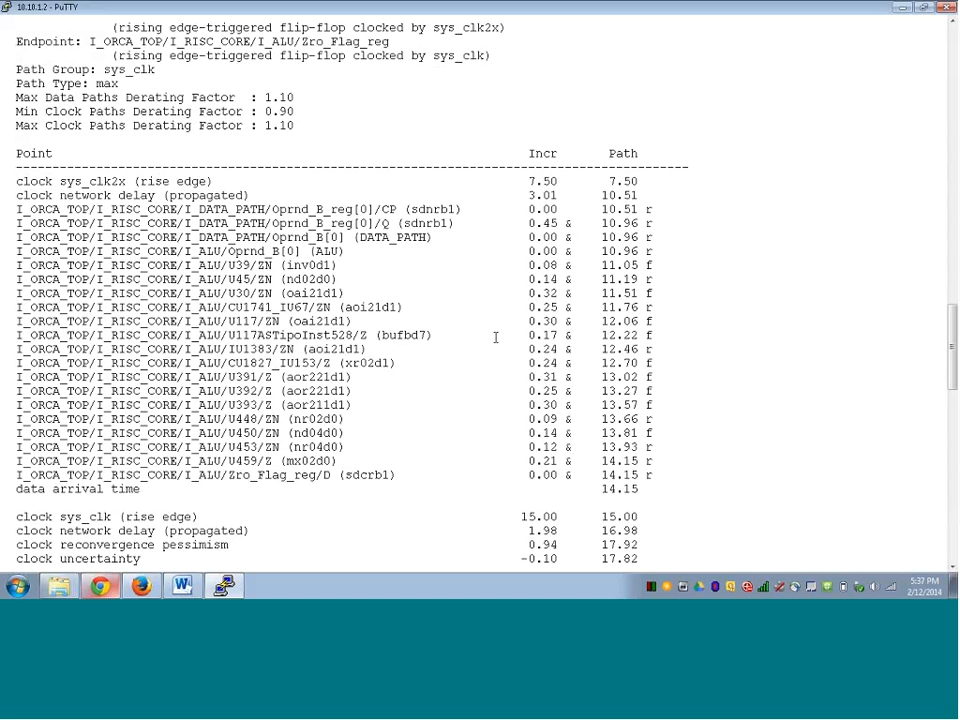 10.10.1.2 - PuTTY
(rising edge-triggered flip-flop clocked by sys_clk2x)
Endpoint: I_ORCA_TOP/I_RISC_CORE/I_ALU/Zro_Flag_reg
(rising edge-triggered flip-flop clocked by sys_clk)
Path Group: sys_clk
Path Type: max
Max Data Paths Derating Factor  : 1.10
Min Clock Paths Derating Factor : 0.90
Max Clock Paths Derating Factor : 1.10
Point Incr Path
---------------------------------------------------------------------------------------------
clock sys_clk2x (rise edge) 7.50 7.50
clock network delay (propagated) 3.01 10.51
I_ORCA_TOP/I_RISC_CORE/I_DATA_PATH/Oprnd_B_reg[0]/CP (sdnrb1) 0.00 10.51 r
I_ORCA_TOP/I_RISC_CORE/I_DATA_PATH/Oprnd_B_reg[0]/Q (sdnrb1) 0.45 & 10.96 r
I_ORCA_TOP/I_RISC_CORE/I_DATA_PATH/Oprnd_B[0] (DATA_PATH) 0.00 & 10.96 r
I_ORCA_TOP/I_RISC_CORE/I_ALU/Oprnd_B[0] (ALU) 0.00 & 10.96 r
I_ORCA_TOP/I_RISC_CORE/I_ALU/U39/ZN (inv0d1) 0.08 & 11.05 f
I_ORCA_TOP/I_RISC_CORE/I_ALU/U45/ZN (nd02d0) 0.14 & 11.19 r
I_ORCA_TOP/I_RISC_CORE/I_ALU/U30/ZN (oai21d1) 0.32 & 11.51 f
I_ORCA_TOP/I_RISC_CORE/I_ALU/CU1741_IU67/ZN (aoi21d1) 0.25 & 11.76 r
I_ORCA_TOP/I_RISC_CORE/I_ALU/U117/ZN (oai21d1) 0.30 & 12.06 f
I_ORCA_TOP/I_RISC_CORE/I_ALU/U117ASTipoInst528/Z (bufbd7) 0.17 & 12.22 f
I_ORCA_TOP/I_RISC_CORE/I_ALU/IU1383/ZN (aoi21d1) 0.24 & 12.46 r
I_ORCA_TOP/I_RISC_CORE/I_ALU/CU1827_IU153/Z (xr02d1) 0.24 & 12.70 f
I_ORCA_TOP/I_RISC_CORE/I_ALU/U391/Z (aor221d1) 0.31 & 13.02 f
I_ORCA_TOP/I_RISC_CORE/I_ALU/U392/Z (aor221d1) 0.25 & 13.27 f
I_ORCA_TOP/I_RISC_CORE/I_ALU/U393/Z (aor211d1) 0.30 & 13.57 f
I_ORCA_TOP/I_RISC_CORE/I_ALU/U448/ZN (nr02d0) 0.09 & 13.66 r
I_ORCA_TOP/I_RISC_CORE/I_ALU/U450/ZN (nd04d0) 0.14 & 13.81 f
I_ORCA_TOP/I_RISC_CORE/I_ALU/U453/ZN (nr04d0) 0.12 & 13.93 r
I_ORCA_TOP/I_RISC_CORE/I_ALU/U459/Z (mx02d0) 0.21 & 14.15 r
I_ORCA_TOP/I_RISC_CORE/I_ALU/Zro_Flag_reg/D (sdcrb1) 0.00 & 14.15 r
data arrival time 14.15
clock sys_clk (rise edge) 15.00 15.00
clock network delay (propagated) 1.98 16.98
clock reconvergence pessimism 0.94 17.92
clock uncertainty -0.10 17.82
5:37 PM
2/12/2014